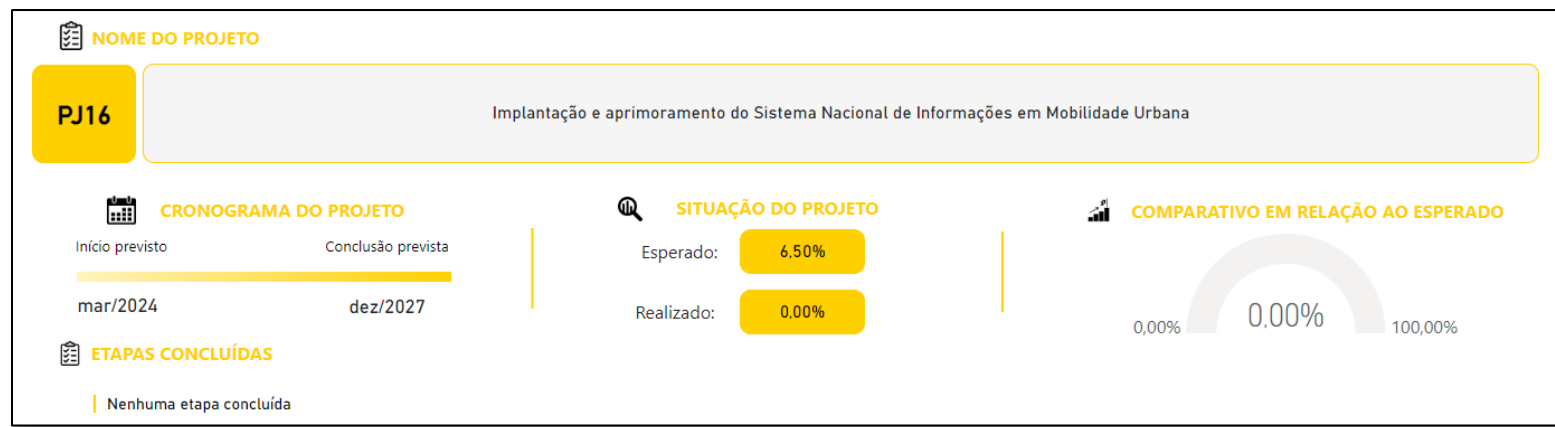 NOME DO PROJETO
PJ16
Implantação e aprimoramento do Sistema Nacional de Informações em Mobilidade Urbana
CRONOGRAMA DO PROJETO
Início previsto
Conclusão prevista
mar/2024
dez/2027
SITUAÇÃO DO PROJETO
Esperado:
6,50%
Realizado:
0,00%
COMPARATIVO EM RELAÇÃO AO ESPERADO
0,00%
0,00%
100,00%
ETAPAS CONCLUÍDAS
Nenhuma etapa concluída